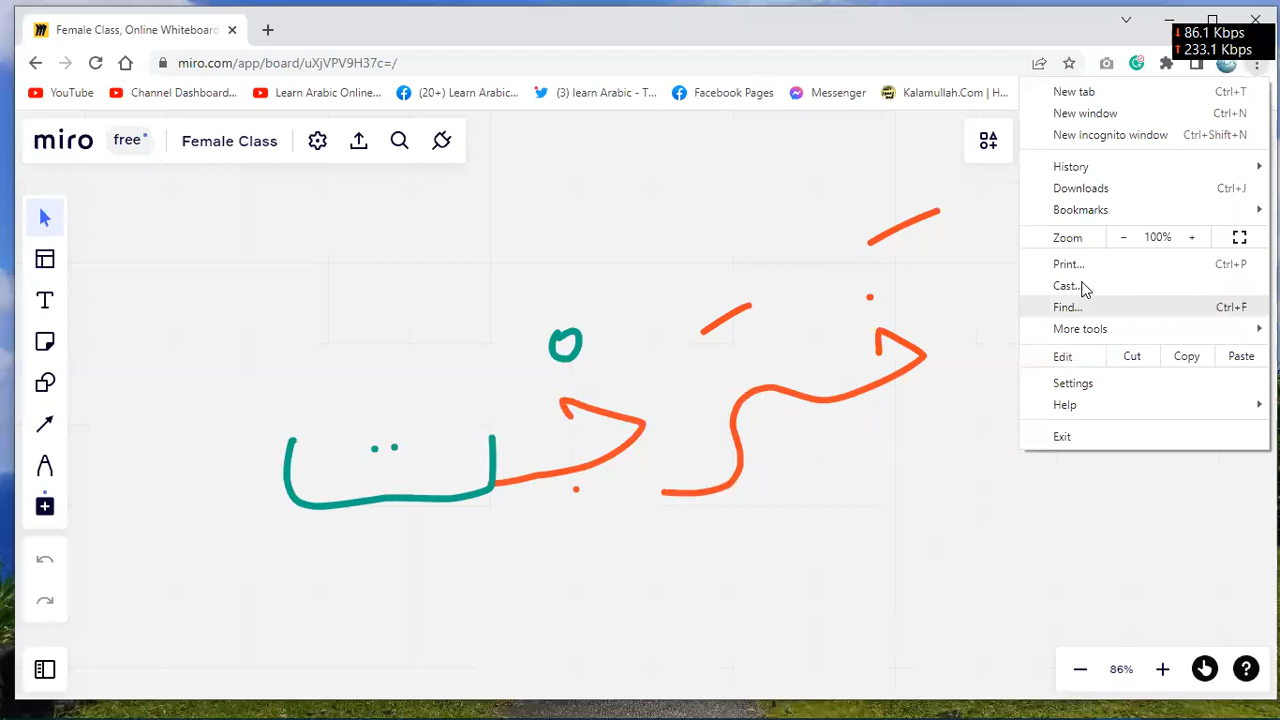 Female Class, Online Whiteboard
86.1 Kbps
233.1 Kbps
miro.com/app/board/uXjVPV9H37c=/
YouTube
Channel Dashboard...
Learn Arabic Online...
(20+) Learn Arabic...
(3) learn Arabic - T...
Facebook Pages
Messenger
Kalamullah.Com | H...
miro
free
Female Class
New tab Ctrl+T
New window Ctrl+N
New Incognito window Ctrl+Shift+N
History
Downloads Ctrl+J
Bookmarks
Zoom − 100% +
Print... Ctrl+P
Cast...
Find... Ctrl+F
More tools
Edit Cut Copy Paste
Settings
Help
Exit
86%